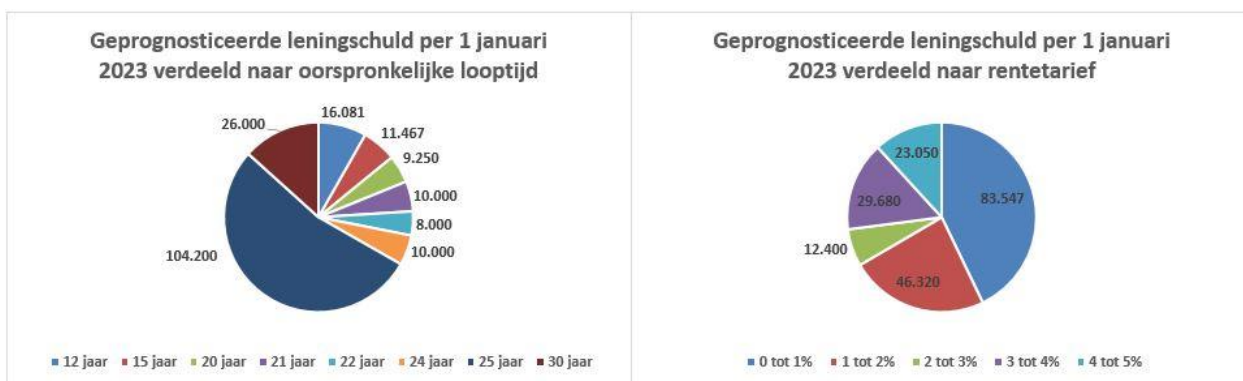 Geprognosticeerde leningschuld per 1 januari
2023 verdeeld naar oorspronkelijke looptijd
26.000
16.081
11.467
9.250
10.000
8.000
10.000
104.200
12 jaar 15 jaar 20 jaar 21 jaar 22 jaar 24 jaar 25 jaar 30 jaar
Geprognosticeerde leningschuld per 1 januari
2023 verdeeld naar rentetarief
23.050
83.547
29.680
12.400
46.320
0 tot 1% 1 tot 2% 2 tot 3% 3 tot 4% 4 tot 5%